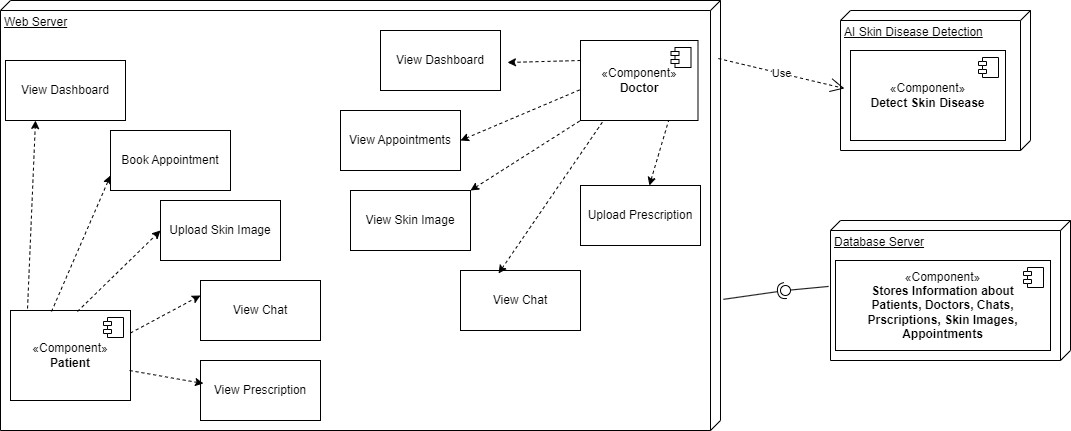 Web Server
View Dashboard
Book Appointment
Upload Skin Image
View Chat
View Prescription
«Component»
Patient
View Dashboard
«Component»
Doctor
View Appointments
View Skin Image
Upload Prescription
View Chat
Use
AI Skin Disease Detection
«Component»
Detect Skin Disease
Database Server
«Component»
Stores Information about
Patients, Doctors, Chats,
Prscriptions, Skin Images,
Appointments